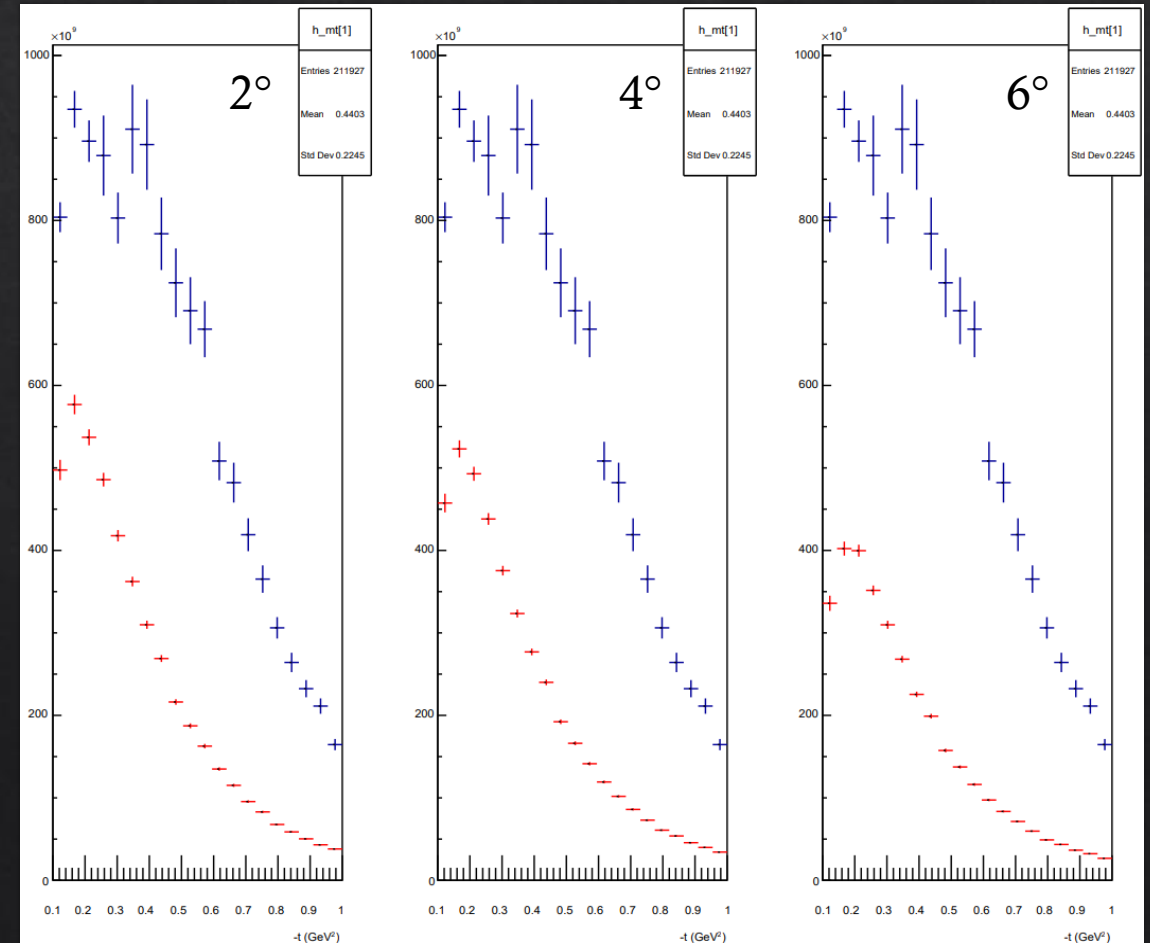 ×10⁹
h_mt[1]
Entries 211927
Mean 0.4403
Std Dev 0.2245
2°
1000
800
600
400
200
0
0.1 0.2 0.3 0.4 0.5 0.6 0.7 0.8 0.9 1
-t (GeV²)
×10⁹
h_mt[1]
Entries 211927
Mean 0.4403
Std Dev 0.2245
4°
1000
800
600
400
200
0
0.1 0.2 0.3 0.4 0.5 0.6 0.7 0.8 0.9 1
-t (GeV²)
×10⁹
h_mt[1]
Entries 211927
Mean 0.4403
Std Dev 0.2245
6°
1000
800
600
400
200
0
0.1 0.2 0.3 0.4 0.5 0.6 0.7 0.8 0.9 1
-t (GeV²)